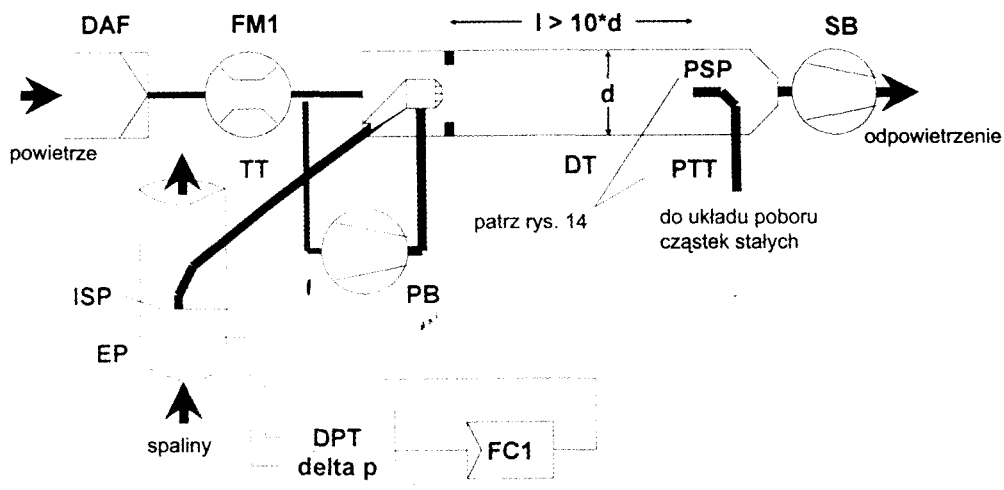 DAF
FM1
l > 10*d
SB
PSP
d
powietrze
TT
DT
PTT
odpowietrzenie
patrz rys. 14
do układu poboru
cząstek stałych
ISP
PB
EP
spaliny
DPT
delta p
FC1